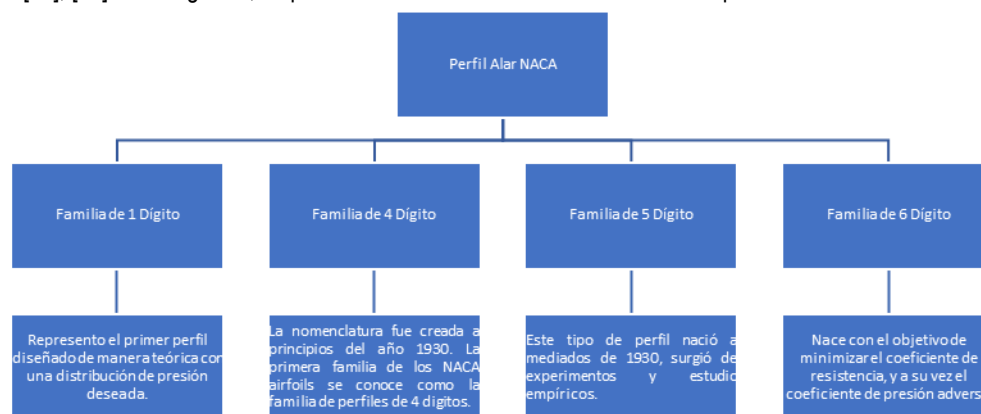 Perfil Alar NACA
Familia de 1 Dígito
Familia de 4 Dígito
Familia de 5 Dígito
Familia de 6 Dígito
Represento el primer perfil
diseñado de manera teórica con
una distribución de presión
deseada.
La nomenclatura fue creada a
principios del año 1930. La
primera familia de los NACA
airfoils se conoce como la
familia de perfiles de 4 digitos.
Este tipo de perfil nació a
mediados de 1930, surgió de
experimentos y estudio
empíricos.
Nace con el objetivo de
minimizar el coeficiente de
resistencia, y a su vez el
coeficiente de presión advers